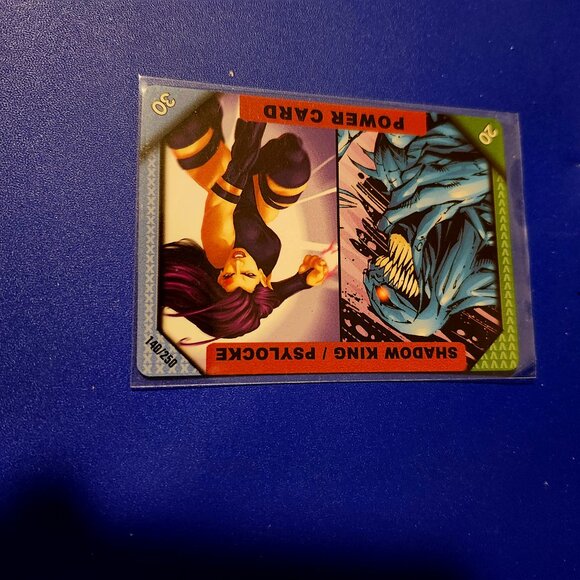 SHADOW KING / PSYLOCKE
140/250
POWER CARD
20
30